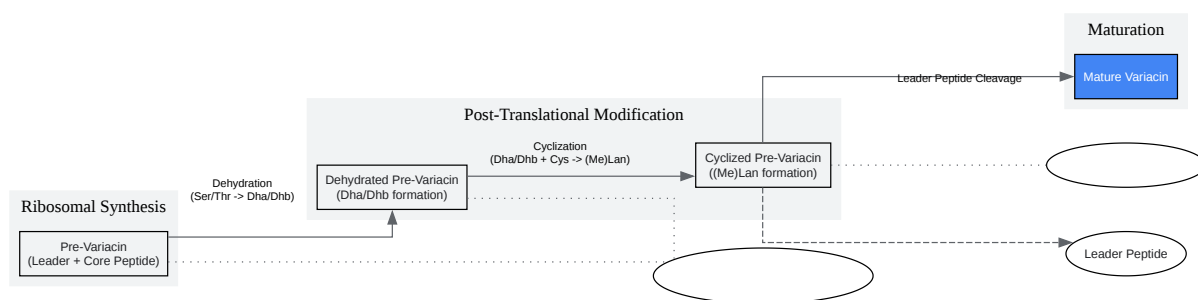 Ribosomal Synthesis
Pre-Variacin
(Leader + Core Peptide)
Dehydration
(Ser/Thr -> Dha/Dhb)
Post-Translational Modification
Dehydrated Pre-Variacin
(Dha/Dhb formation)
Cyclization
(Dha/Dhb + Cys -> (Me)Lan)
Cyclized Pre-Variacin
((Me)Lan formation)
Leader Peptide Cleavage
Maturation
Mature Variacin
Leader Peptide